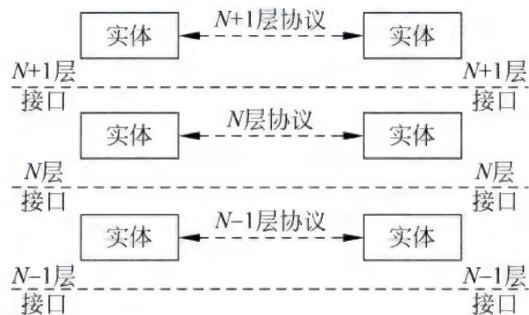 实体 N+1层协议 实体
N+1层 N+1层
接口 接口
实体 N层协议 实体
N层 N层
接口 接口
实体 N-1层协议 实体
N-1层 N-1层
接口 接口